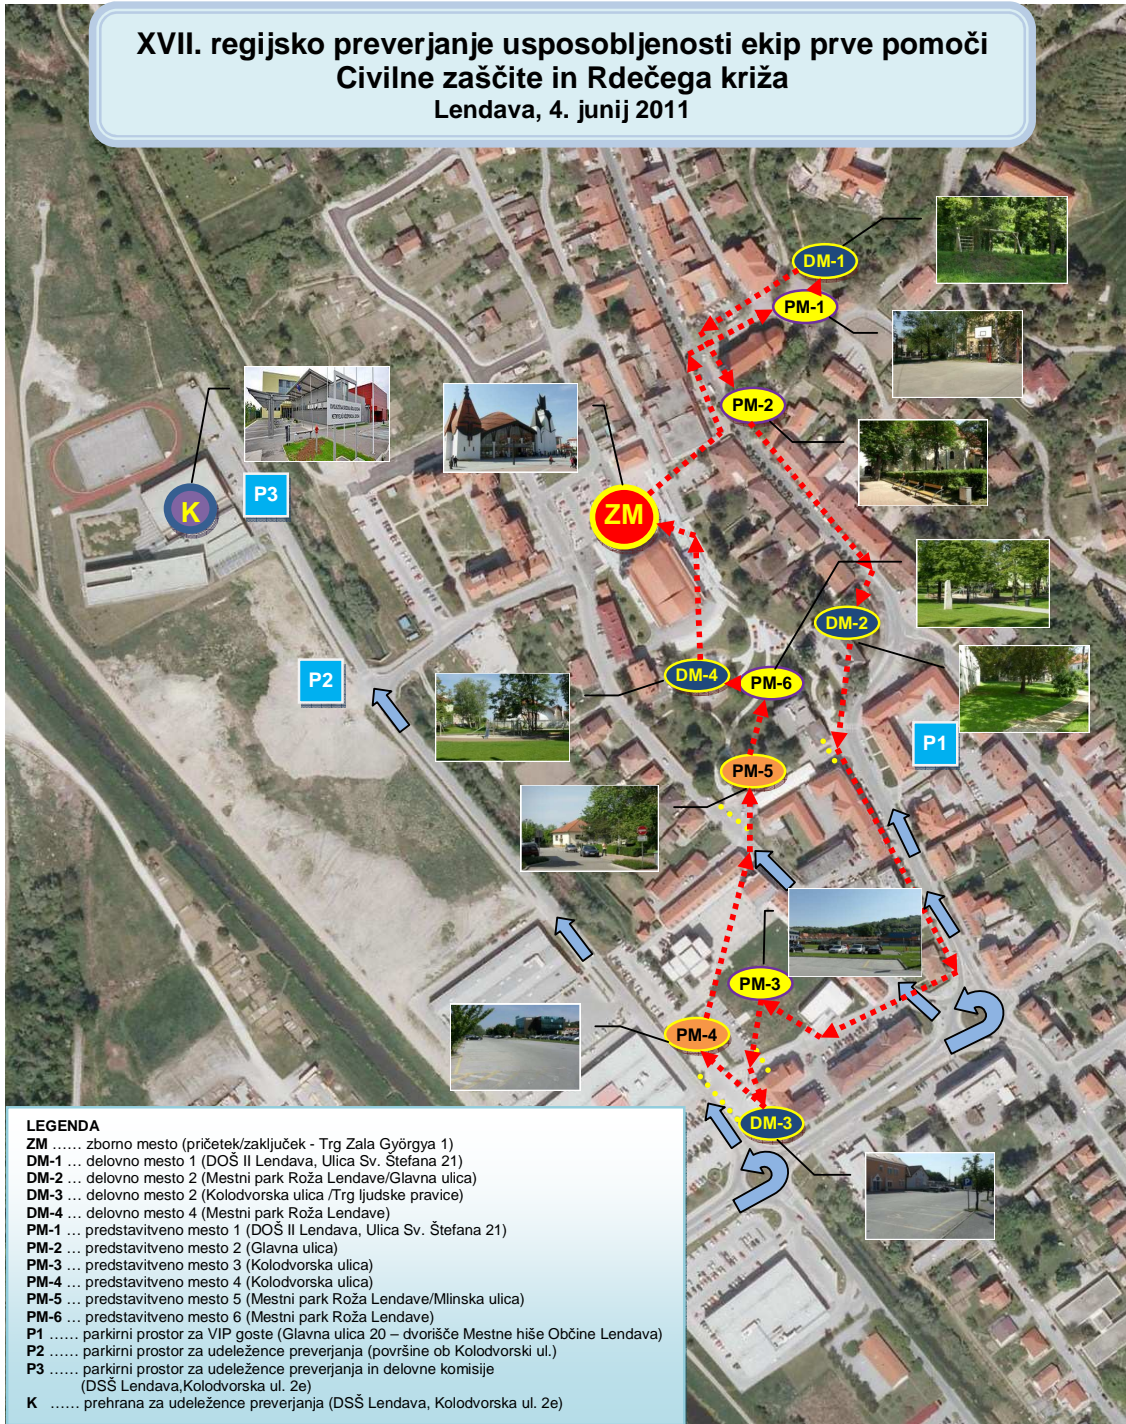 XVII. regijsko preverjanje usposobljenosti ekip prve pomoči
Civilne zaščite in Rdečega križa
Lendava, 4. junij 2011
DM-1
PM-1
PM-2
K
P3
ZM
DM-2
DM-4
PM-6
P2
P1
PM-5
PM-3
PM-4
DM-3
LEGENDA
ZM …... zborno mesto (pričetek/zaključek - Trg Zala Györgya 1)
DM-1 … delovno mesto 1 (DOŠ II Lendava, Ulica Sv. Štefana 21)
DM-2 … delovno mesto 2 (Mestni park Roža Lendave/Glavna ulica)
DM-3 … delovno mesto 2 (Kolodvorska ulica /Trg ljudske pravice)
DM-4 … delovno mesto 4 (Mestni park Roža Lendave)
PM-1 … predstavitveno mesto 1 (DOŠ II Lendava, Ulica Sv. Štefana 21)
PM-2 … predstavitveno mesto 2 (Glavna ulica)
PM-3 … predstavitveno mesto 3 (Kolodvorska ulica)
PM-4 … predstavitveno mesto 4 (Kolodvorska ulica)
PM-5 … predstavitveno mesto 5 (Mestni park Roža Lendave/Mlinska ulica)
PM-6 … predstavitveno mesto 6 (Mestni park Roža Lendave)
P1 …... parkirni prostor za VIP goste (Glavna ulica 20 – dvorišče Mestne hiše Občine Lendava)
P2 …... parkirni prostor za udeležence preverjanja (površine ob Kolodvorski ul.)
P3 …... parkirni prostor za udeležence preverjanja in delovne komisije
(DSŠ Lendava,Kolodvorska ul. 2e)
K …... prehrana za udeležence preverjanja (DSŠ Lendava, Kolodvorska ul. 2e)